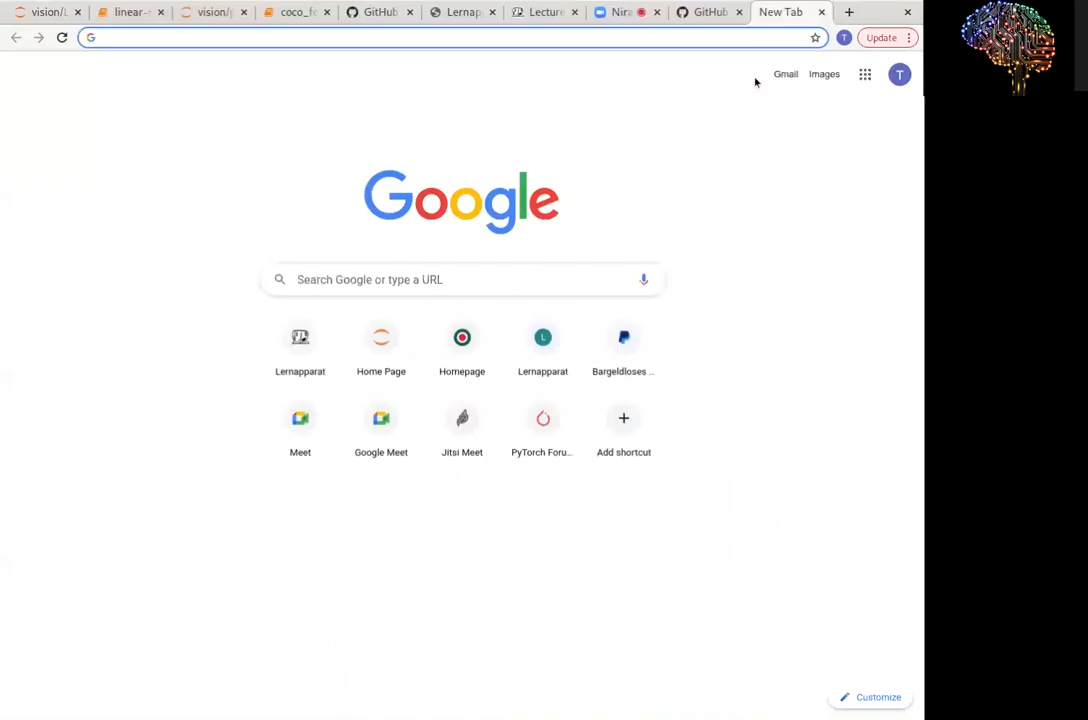 vision/L linear- vision/p coco_fo GitHub Lernap Lecture Nira GitHub New Tab
T Update
Gmail Images T
Google
Search Google or type a URL
Lernapparat Home Page Homepage Lernapparat Bargeldloses ..
L
Meet Google Meet Jitsi Meet PyTorch Foru... Add shortcut
Customize